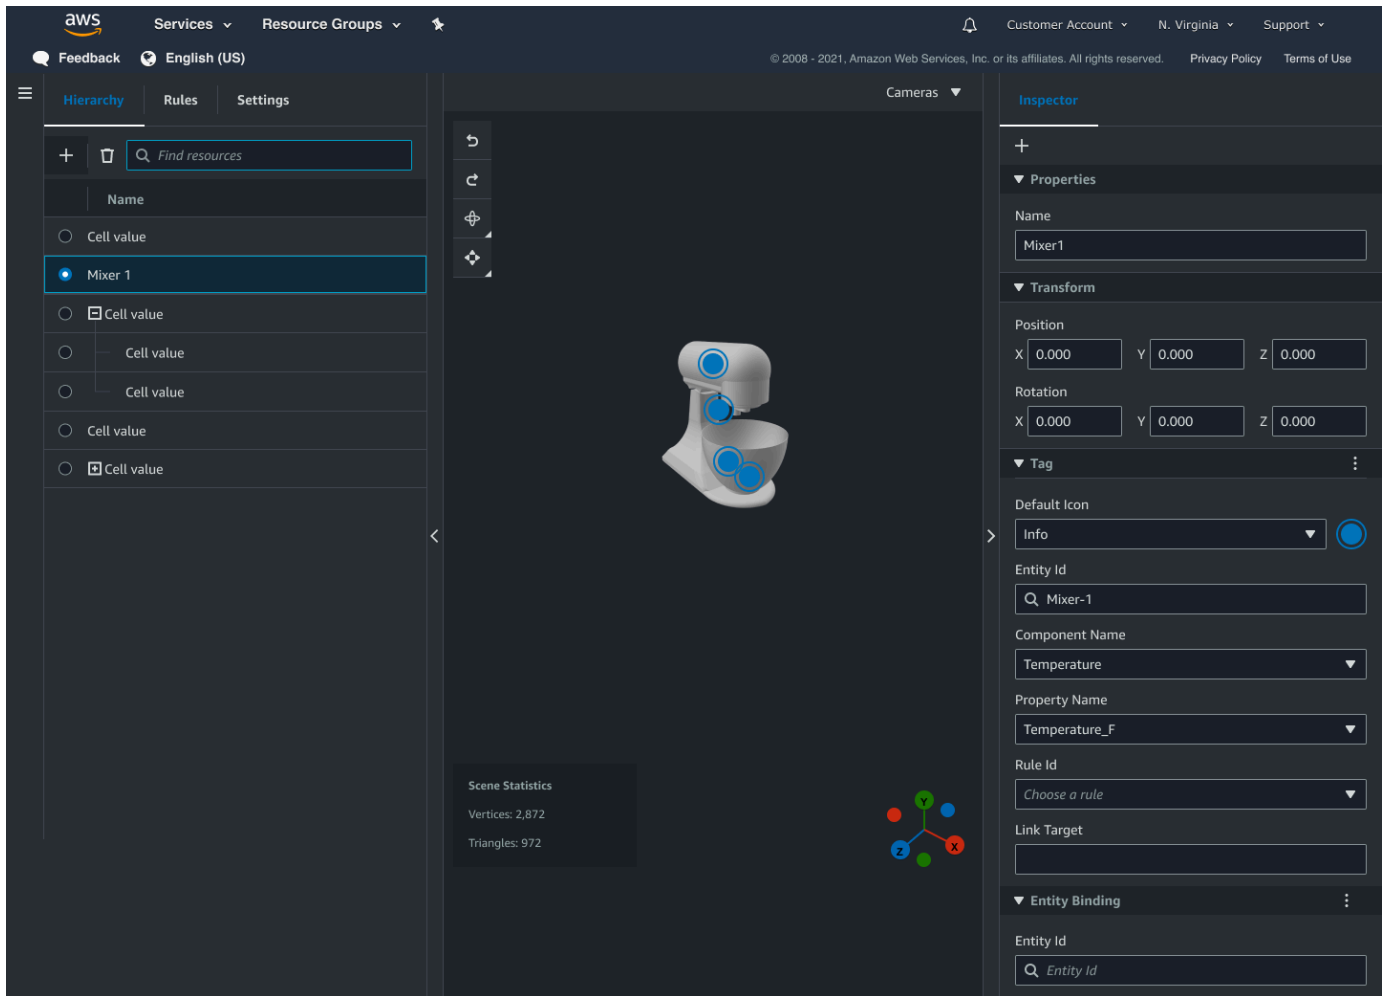 aws
Services
Resource Groups
Customer Account
N. Virginia
Support
Feedback
English (US)
© 2008 - 2021, Amazon Web Services, Inc. or its affiliates. All rights reserved.
Privacy Policy
Terms of Use
Hierarchy
Rules
Settings
Find resources
Name
Cell value
Mixer 1
Cell value
Cell value
Cell value
Cell value
Cell value
Cameras
Scene Statistics
Vertices: 2,872
Triangles: 972
Y
Z
X
Inspector
Properties
Name
Mixer1
Transform
Position
X 0.000 Y 0.000 Z 0.000
Rotation
X 0.000 Y 0.000 Z 0.000
Tag
Default Icon
Info
Entity Id
Mixer-1
Component Name
Temperature
Property Name
Temperature_F
Rule Id
Choose a rule
Link Target
Entity Binding
Entity Id
Entity Id